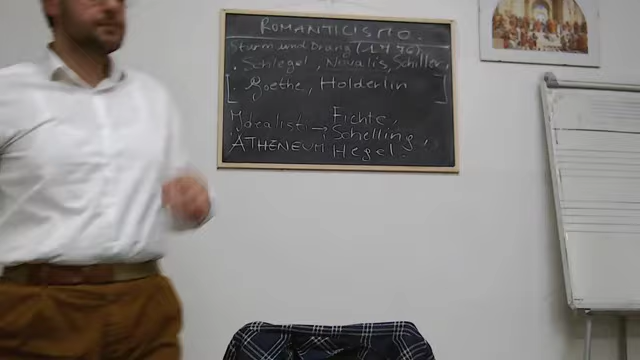 ROMANTICISMO.
Sturm und Drang (1776)
. Schlegel, Novalis, Schiller,
[. Goethe, Holderlin ]
. Idealisti → Fichte,
Schelling,
ATHENEUM Hegel.